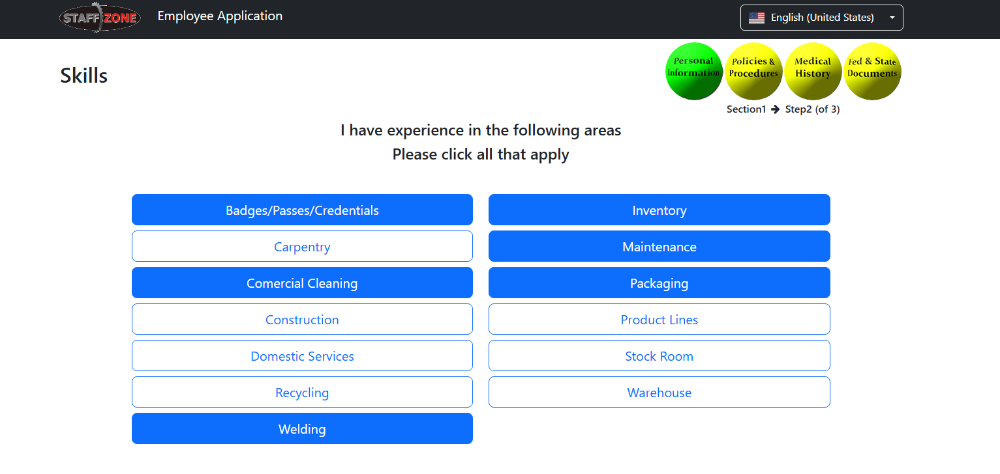 STAFF ZONE Employee Application
English (United States)
Skills
Personal
Information
Policies &
Procedures
Medical
History
Fed & State
Documents
Section1 → Step2 (of 3)
I have experience in the following areas
Please click all that apply
Badges/Passes/Credentials
Inventory
Carpentry
Maintenance
Comercial Cleaning
Packaging
Construction
Product Lines
Domestic Services
Stock Room
Recycling
Warehouse
Welding